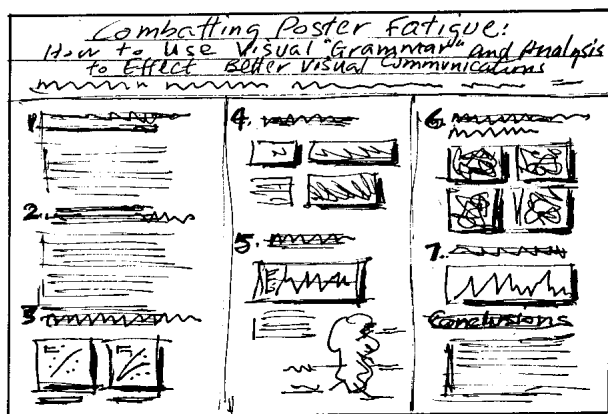 Combatting Poster Fatigue:
How to Use Visual "Grammar" and Analysis
to Effect Better Visual Communications
1.
2.
3
4.
5.
6.
7.
Conclusions